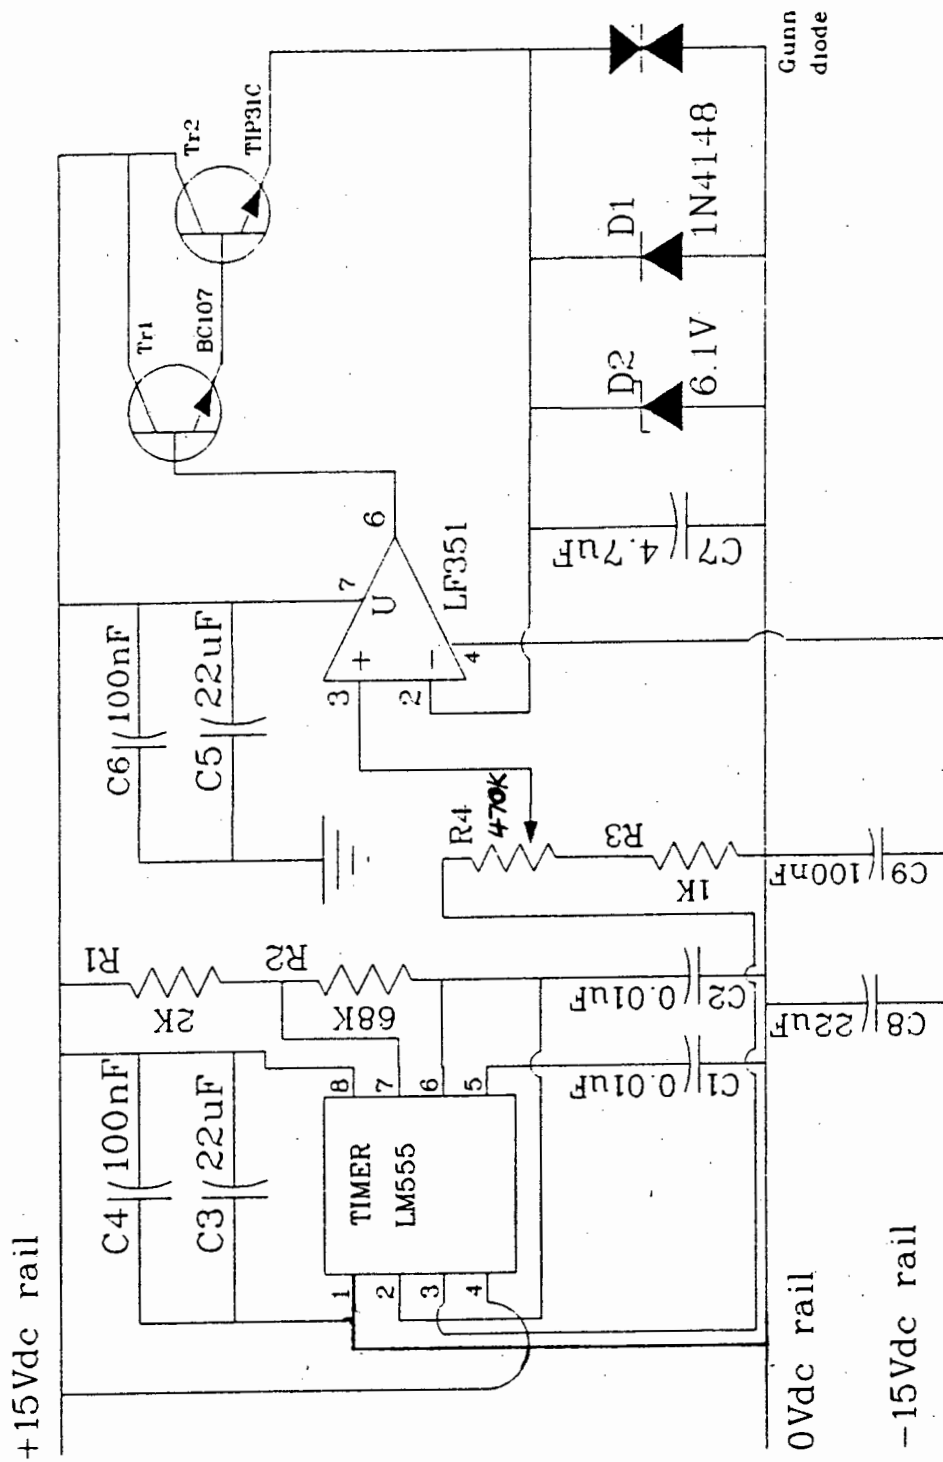 +15Vdc rail
C4
100nF
C3
22uF
R1
2K
R2
68K
C6
100nF
C5
22uF
Tr1
BC107
Tr2
TIP31C
TIMER
LM555
1
2
3
4
8
7
6
5
3
2
+
−
U
7
4
6
LF351
R4
470K
R3
1K
C1
0.01uF
C2
0.01uF
C7
4.7uF
D2
6.1V
D1
1N4148
Gunn
diode
0Vdc rail
C8
22uF
C9
100nF
−15Vdc rail